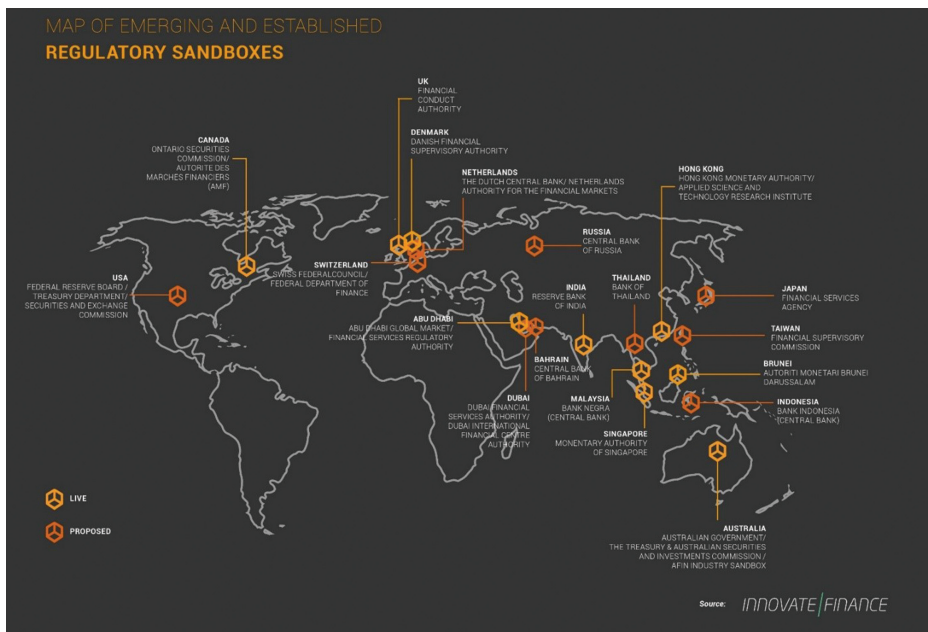 MAP OF EMERGING AND ESTABLISHED
REGULATORY SANDBOXES
UK
FINANCIAL
CONDUCT
AUTHORITY
DENMARK
DANISH FINANCIAL
SUPERVISORY AUTHORITY
CANADA
ONTARIO SECURITIES
COMMISSION/
AUTORITE DES
MARCHÉS FINANCIERS
(AMF)
NETHERLANDS
THE DUTCH CENTRAL BANK/ NETHERLANDS
AUTHORITY FOR THE FINANCIAL MARKETS
HONG KONG
HONG KONG MONETARY AUTHORITY/
APPLIED SCIENCE AND
TECHNOLOGY RESEARCH INSTITUTE
RUSSIA
CENTRAL BANK
OF RUSSIA
SWITZERLAND
SWISS FEDERALCOUNCIL/
FEDERAL DEPARTMENT OF
FINANCE
USA
FEDERAL RESERVE BOARD /
TREASURY DEPARTMENT/
SECURITIES AND EXCHANGE
COMMISSION
INDIA
RESERVE BANK
OF INDIA
THAILAND
BANK OF
THAILAND
JAPAN
FINANCIAL SERVICES
AGENCY
ABU DHABI
ABU DHABI GLOBAL MARKET/
FINANCIAL SERVICES REGULATORY
AUTHORITY
TAIWAN
FINANCIAL SUPERVISORY
COMMISSION
BAHRAIN
CENTRAL BANK
OF BAHRAIN
BRUNEI
AUTORITI MONETARI BRUNEI
DARUSSALAM
DUBAI
DUBAI FINANCIAL
SERVICES AUTHORITY/
DUBAI INTERNATIONAL
FINANCIAL CENTRE
AUTHORITY
MALAYSIA
BANK NEGRA
(CENTRAL BANK)
INDONESIA
BANK INDONESIA
(CENTRAL BANK)
SINGAPORE
MONENTARY AUTHORITY
OF SINGAPORE
LIVE
PROPOSED
AUSTRALIA
AUSTRALIAN GOVERNMENT/
THE TREASURY & AUSTRALIAN SECURITIES
AND INVESTMENTS COMMISSION /
AFIN INDUSTRY SANDBOX
Source: INNOVATE/FINANCE